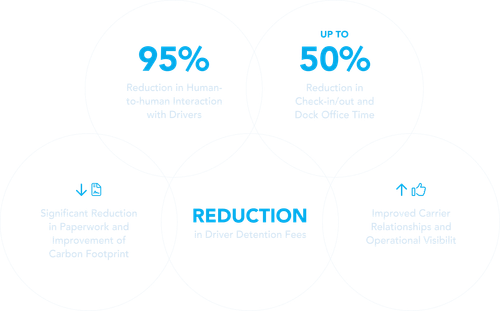 95%
Reduction in Human-
to-human Interaction
with Drivers
UP TO
50%
Reduction in
Check-in/out and
Dock Office Time
Significant Reduction
in Paperwork and
Improvement of
Carbon Footprint
REDUCTION
in Driver Detention Fees
Improved Carrier
Relationships and
Operational Visibilit